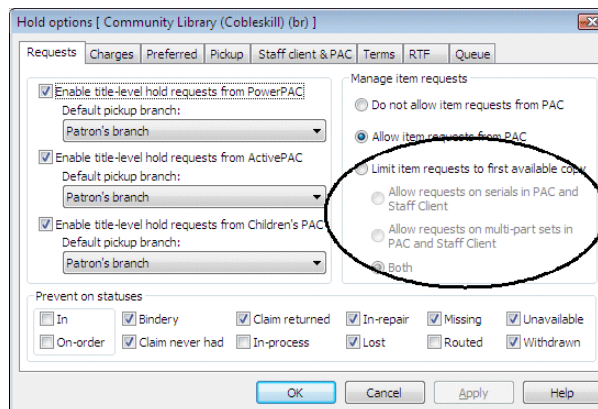 Hold options [ Community Library (Cobleskill) (br) ]
Requests Charges Preferred Pickup Staff client & PAC Terms RTF Queue
Enable title-level hold requests from PowerPAC
Default pickup branch:
Patron's branch
Enable title-level hold requests from ActivePAC
Default pickup branch:
Patron's branch
Enable title-level hold requests from Children's PAC
Default pickup branch:
Patron's branch
Manage item requests
Do not allow item requests from PAC
Allow item requests from PAC
Limit item requests to first available copy
Allow requests on serials in PAC and
Staff Client
Allow requests on multi-part sets in
PAC and Staff Client
Both
Prevent on statuses
In Bindery Claim returned In-repair Missing Unavailable
On-order Claim never had In-process Lost Routed Withdrawn
OK Cancel Apply Help